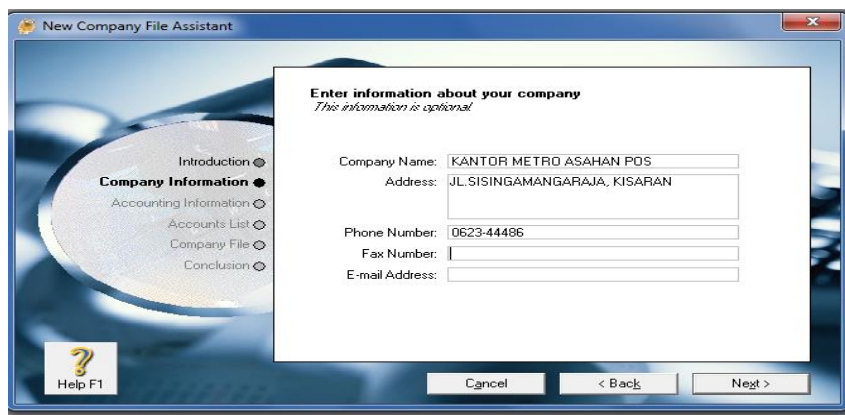 New Company File Assistant
Enter information about your company
This information is optional
Introduction
Company Information
Accounting Information
Accounts List
Company File
Conclusion
Company Name: KANTOR METRO ASAHAN POS
Address: JL.SISINGAMANGARAJA, KISARAN
Phone Number: 0623-44486
Fax Number:
E-mail Address:
Help F1
Cancel
< Back
Next >